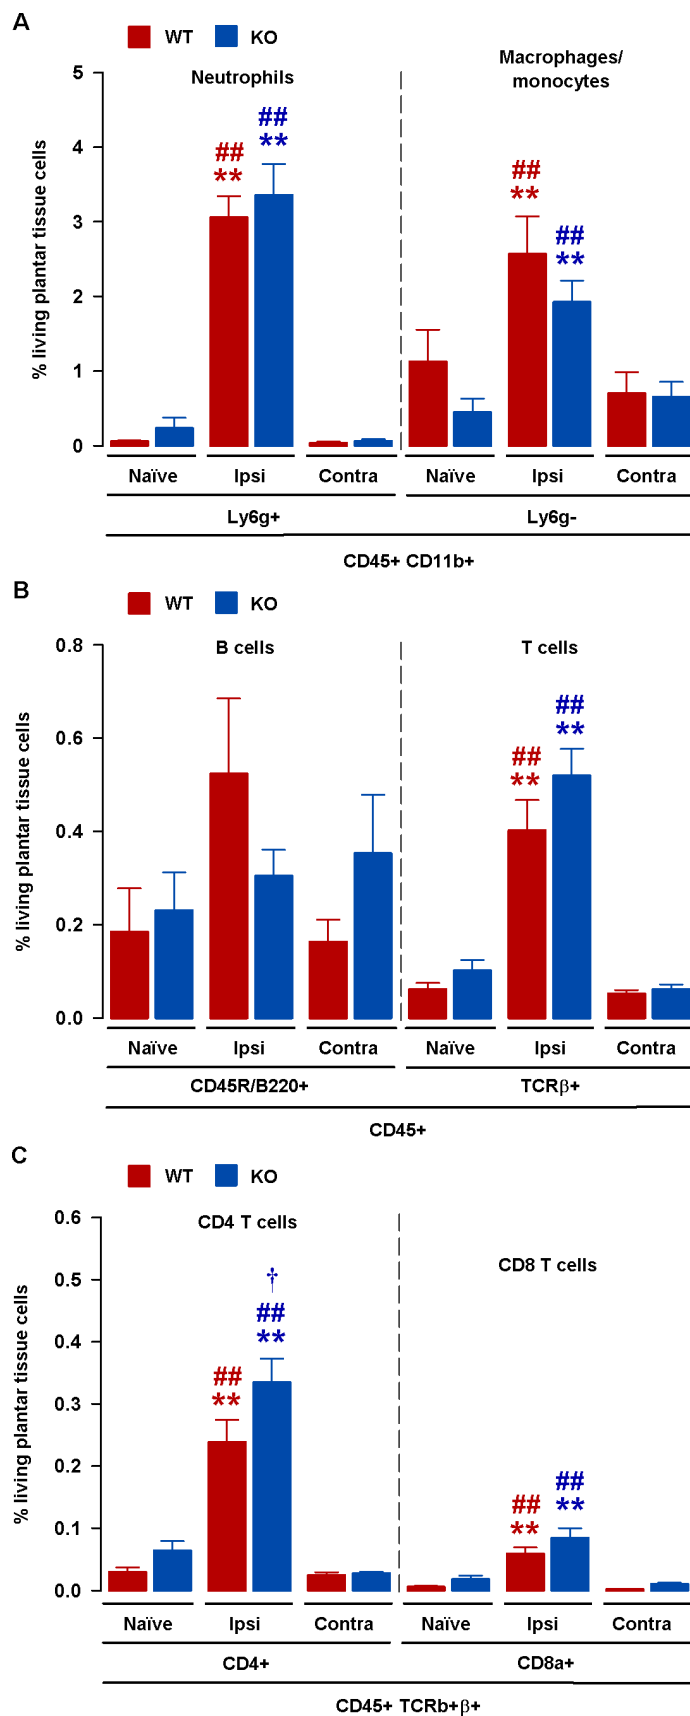 A
WT KO
Neutrophils
Macrophages/
monocytes
% living plantar tissue cells
5
4
3
2
1
0
##
**
##
**
##
**
##
**
Naïve Ipsi Contra Naïve Ipsi Contra
Ly6g+ Ly6g-
CD45+ CD11b+
B
WT KO
B cells T cells
% living plantar tissue cells
0.8
0.6
0.4
0.2
0.0
##
**
##
**
Naïve Ipsi Contra Naïve Ipsi Contra
CD45R/B220+ TCRβ+
CD45+
C
WT KO
CD4 T cells
CD8 T cells
% living plantar tissue cells
0.6
0.5
0.4
0.3
0.2
0.1
0.0
##
**
†
##
**
##
**
##
**
Naïve Ipsi Contra Naïve Ipsi Contra
CD4+ CD8a+
CD45+ TCRb+β+